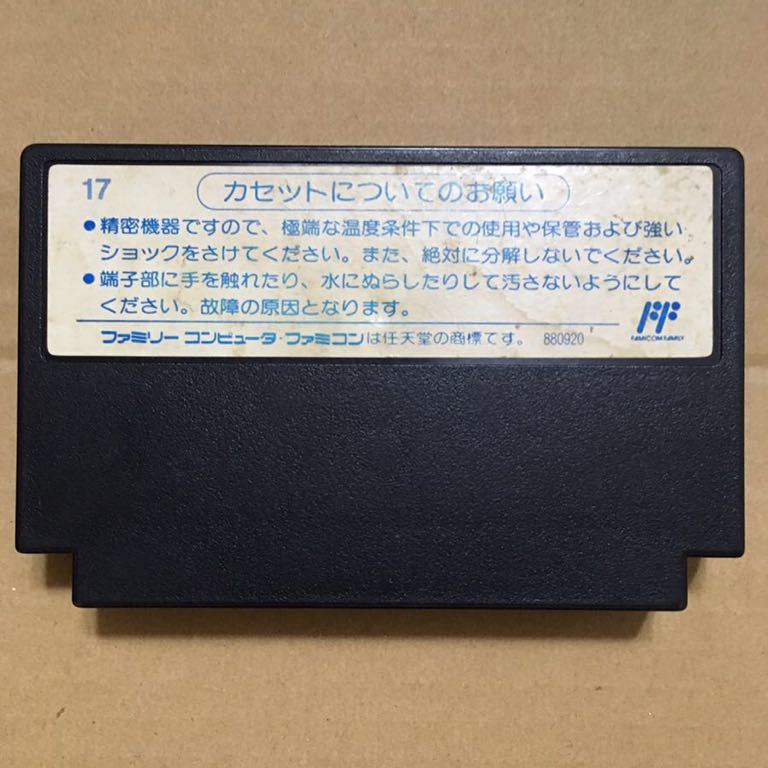 17
カセットについてのお願い
●精密機器ですので、極端な温度条件下での使用や保管および強い
ショックをさけてください。また、絶対に分解しないでください。
●端子部に手を触れたり、水にぬらしたりして汚さないようにして
ください。故障の原因となります。
ファミリーコンピュータ・ファミコンは任天堂の商標です。 880920
FF
FAMICOM FAMILY